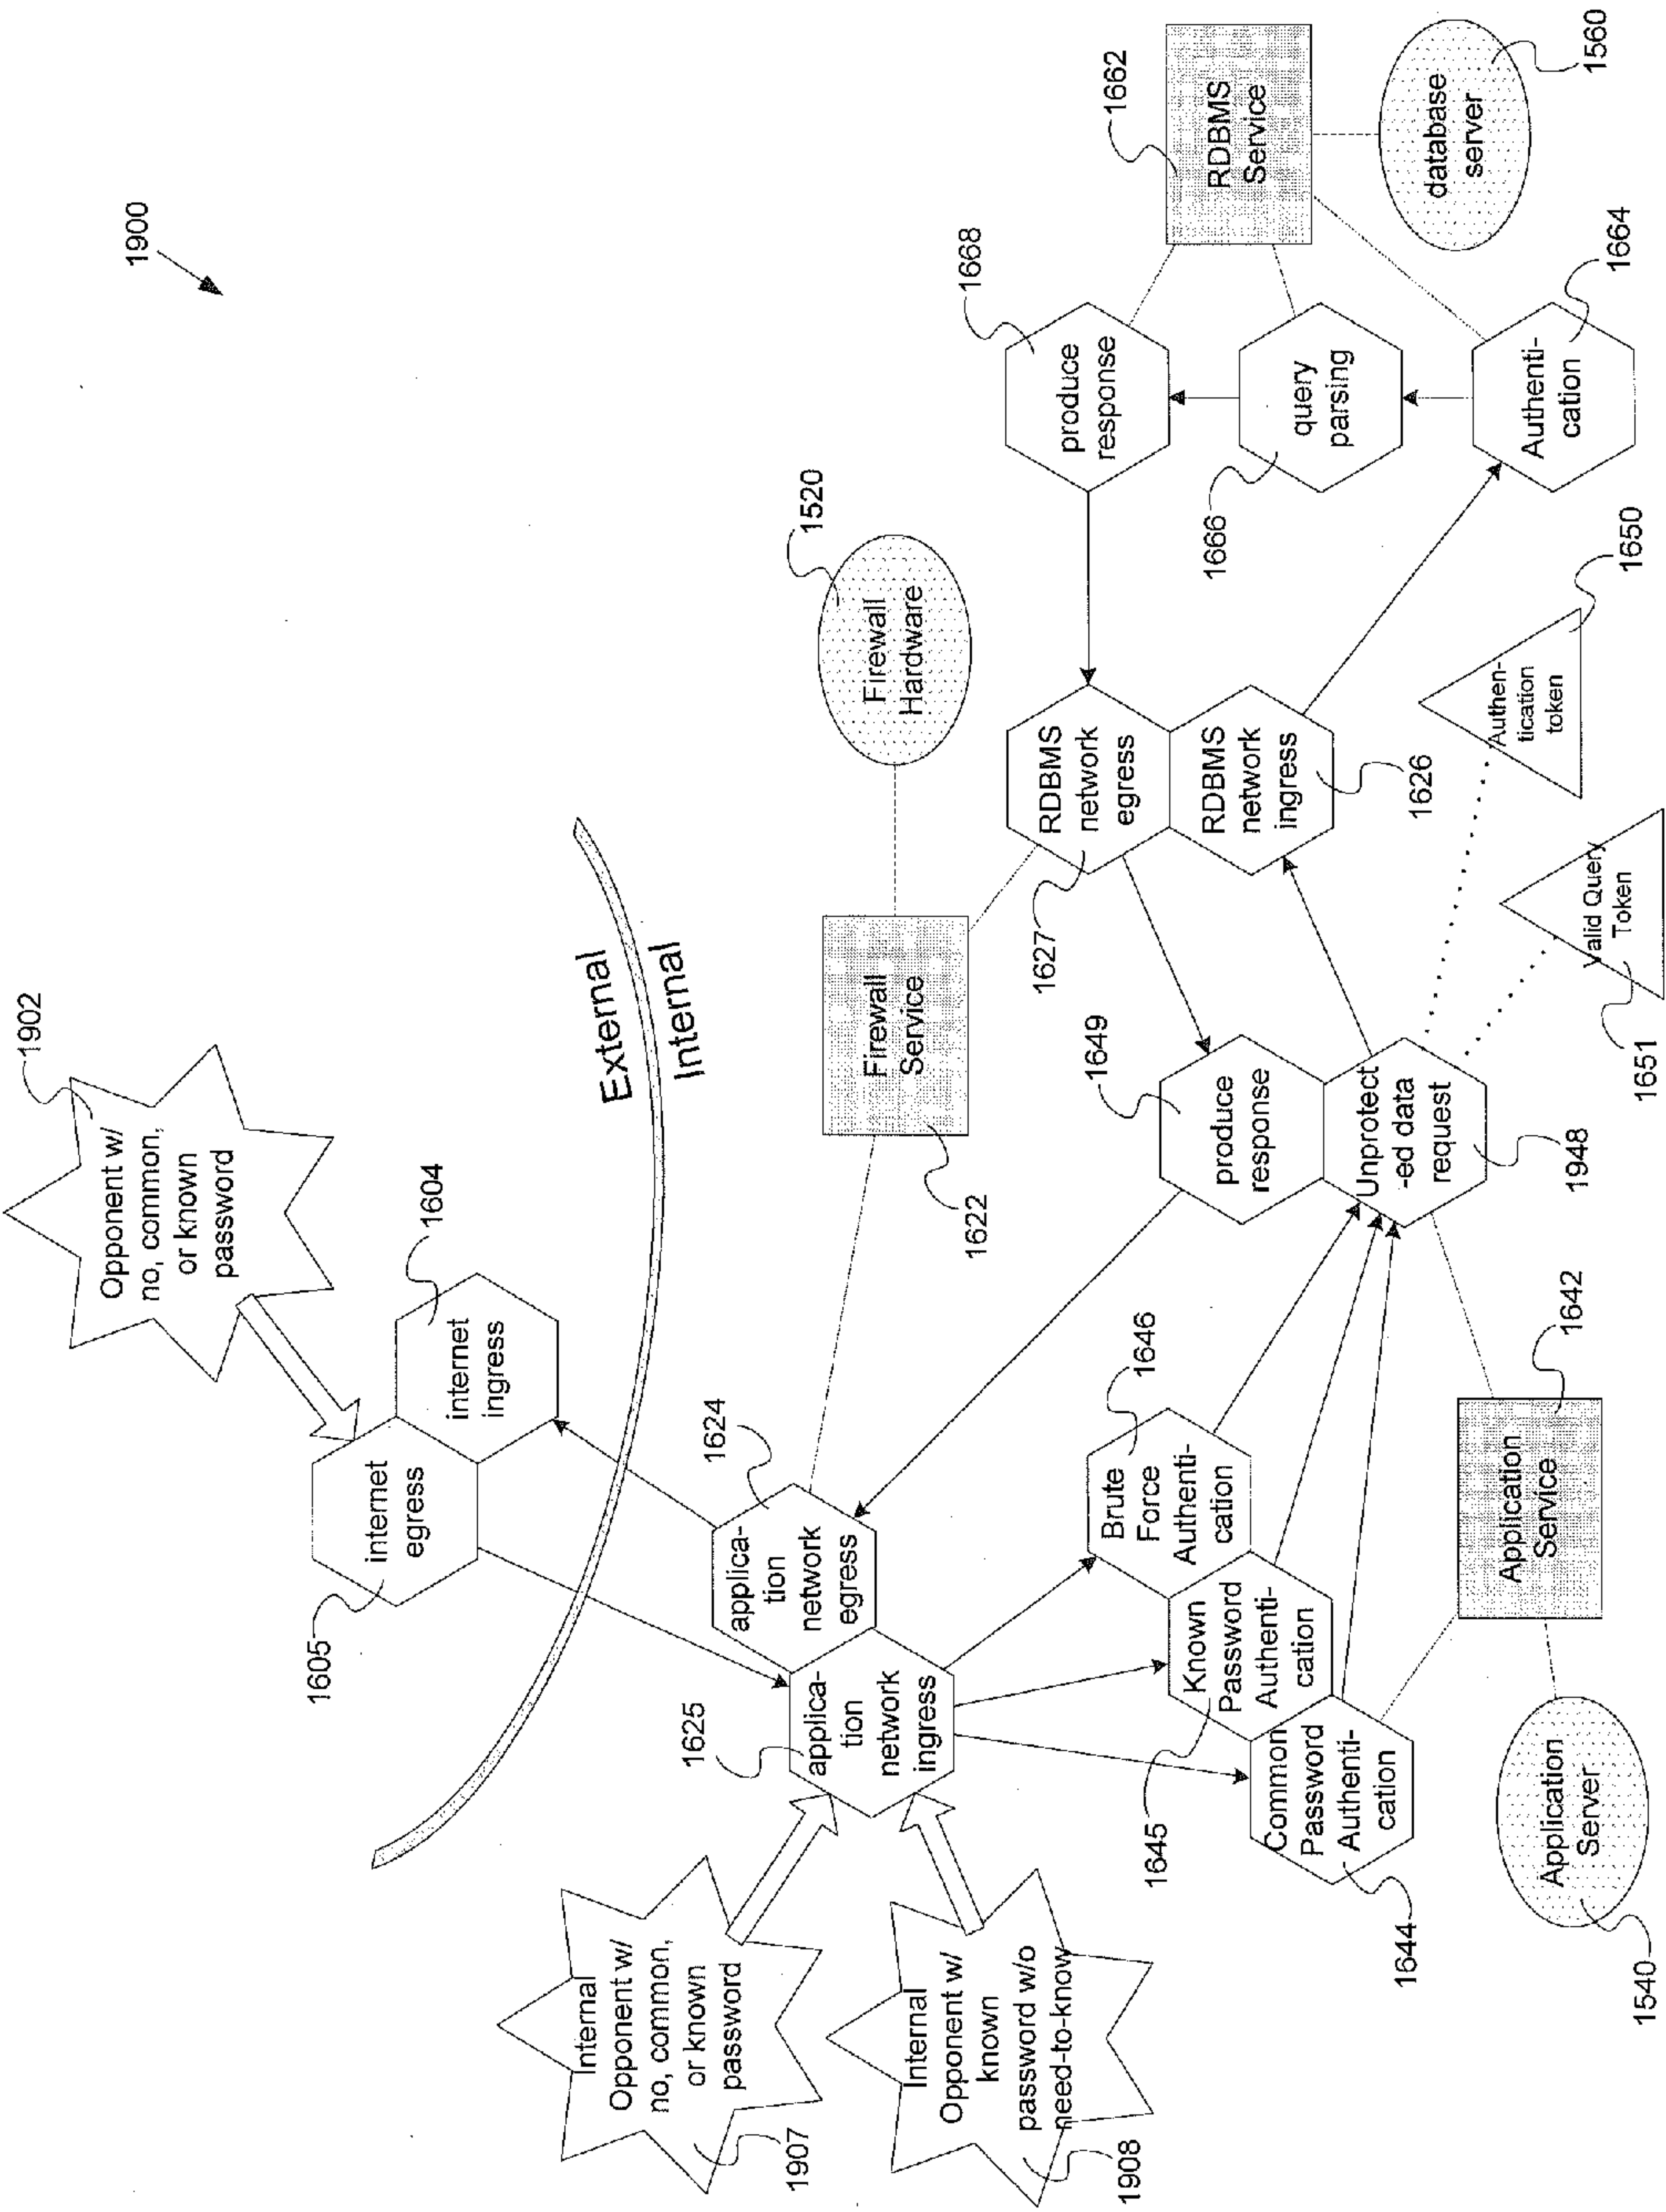 1900
1902
Opponent w/
no, common,
or known
password
1604
internet
ingress
internet
egress
1605
External
Internal
1520
Firewall
Hardware
Firewall
Service
1622
1624
applica-
tion
network
egress
1625
applica-
tion
network
ingress
Internal
Opponent w/
no, common,
or known
password
1907
Internal
Opponent w/
known
password w/o
need-to-know
1908
1646
Brute
Force
Authenti-
cation
Known
Password
Authenti-
cation
1645
Common
Password
Authenti-
cation
1644
Application
Service
1642
Application
Server
1540
1649
produce
response
Unprotect
-ed data
request
1948
RDBMS
network
egress
1627
RDBMS
network
ingress
1626
Authen-
tication
token
1650
Valid Query
Token
1651
1668
produce
response
query
parsing
1666
Authenti-
cation
1664
1662
RDBMS
Service
database
server
1560